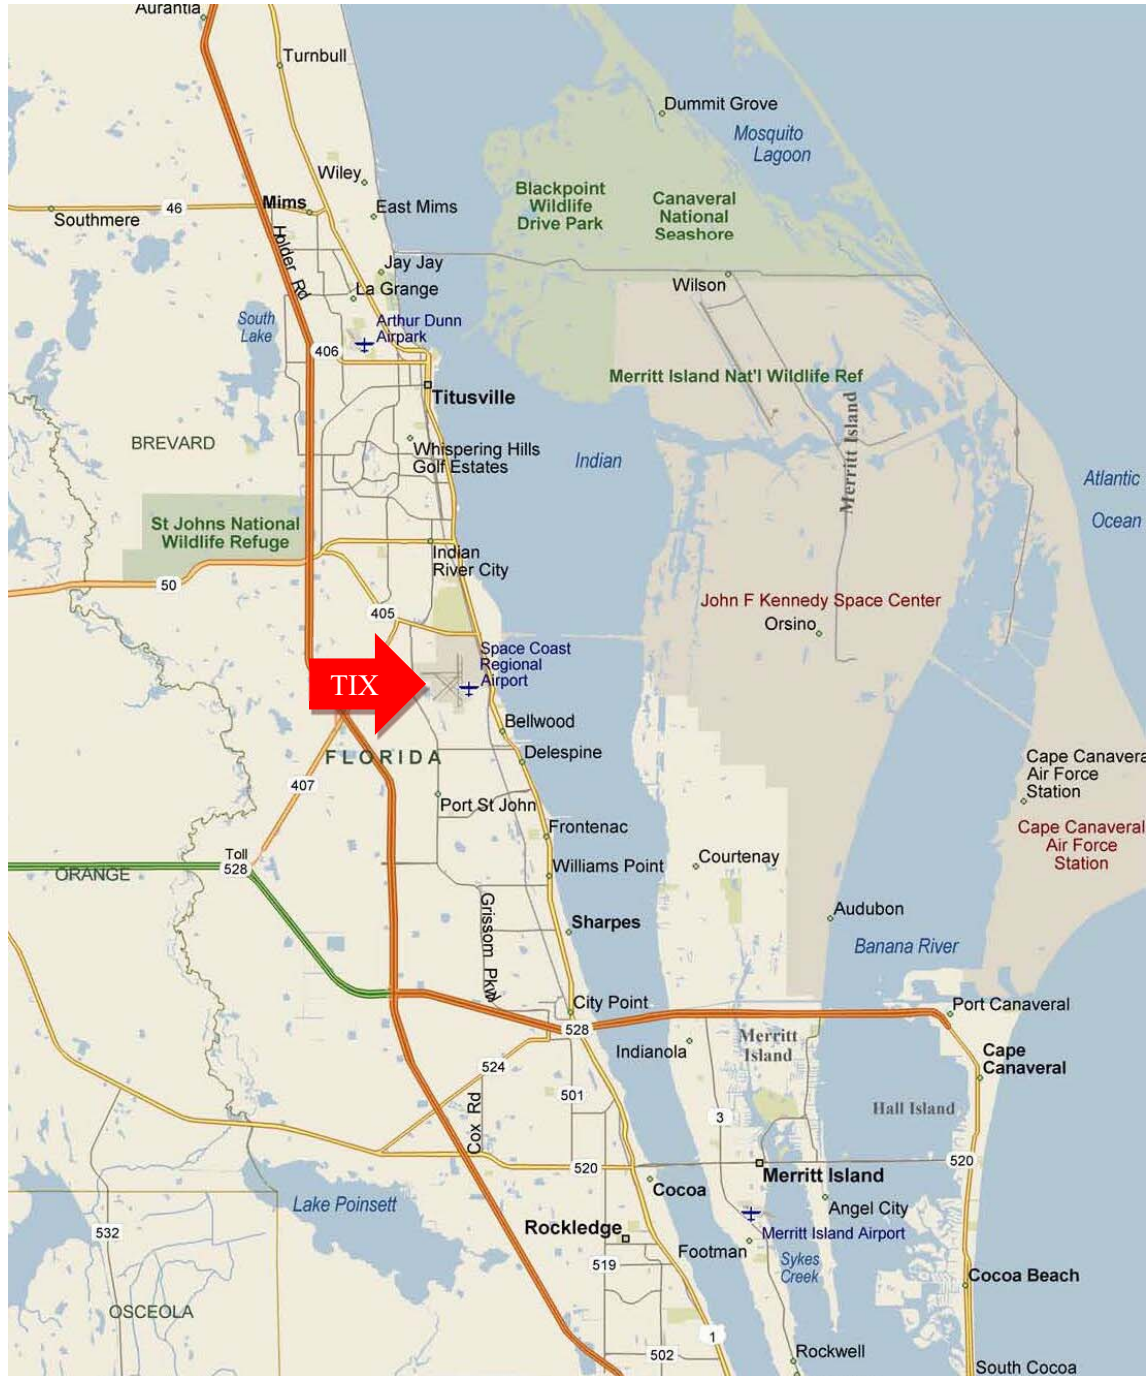 Aurantia
Turnbull
Dummit Grove
Mosquito
Lagoon
Wiley
Blackpoint
Wildlife
Drive Park
Canaveral
National
Seashore
Southmere
46
Mims
East Mims
Holder Rd
Jay Jay
La Grange
Wilson
South
Lake
Arthur Dunn
Airpark
406
Merritt Island Nat'l Wildlife Ref
Titusville
BREVARD
Whispering Hills
Golf Estates
Indian
Merritt Island
Atlantic
Ocean
St Johns National
Wildlife Refuge
Indian
River City
50
405
John F Kennedy Space Center
Orsino
Space Coast
Regional
Airport
TIX
Bellwood
FLORIDA
Delespine
407
Port St John
Cape Canavera
Air Force
Station
Frontenac
Cape Canaveral
Air Force
Station
Toll
528
ORANGE
Williams Point
Courtenay
Grissom Pkwy
Sharpes
Audubon
Banana River
City Point
Port Canaveral
528
Indianola
Merritt
Island
Cape
Canaveral
524
501
Cox Rd
3
Hall Island
520
520
Merritt Island
Lake Poinsett
Cocoa
Angel City
532
Rockledge
Merritt Island Airport
Footman
519
Sykes
Creek
Cocoa Beach
OSCEOLA
1
502
Rockwell
South Cocoa